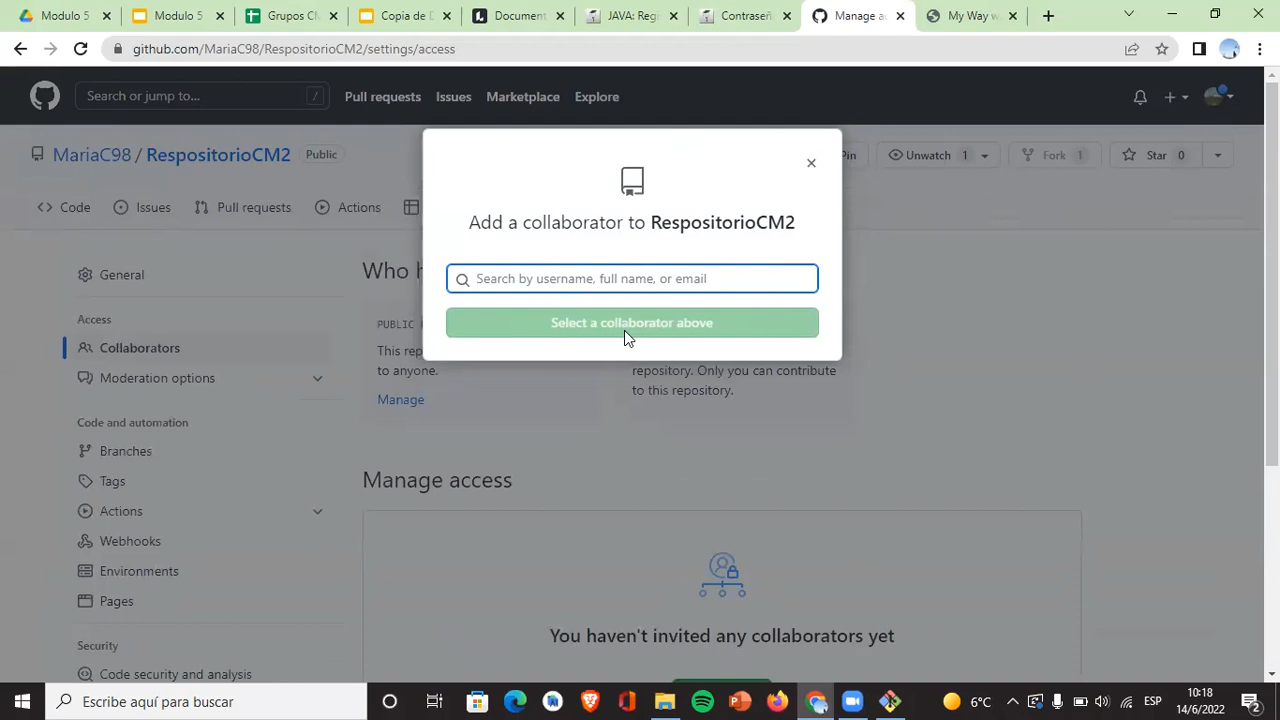 Modulo 5
Modulo 5
Grupos CM
Copia de D
Document
JAVA: Reg
Contraseñ
Manage ac
My Way w
github.com/MariaC98/RespositorioCM2/settings/access
Search or jump to...
/
Pull requests
Issues
Marketplace
Explore
MariaC98 / RespositorioCM2
Public
Pin
Unwatch 1
Fork 1
Star 0
Code
Issues
Pull requests
Actions
Add a collaborator to RespositorioCM2
Search by username, full name, or email
Select a collaborator above
General
Access
Collaborators
Moderation options
Code and automation
Branches
Tags
Actions
Webhooks
Environments
Pages
Security
Code security and analysis
Who h
PUBLIC
This rep
to anyone.
Manage
repository. Only you can contribute
to this repository.
Manage access
You haven't invited any collaborators yet
Escribe aquí para buscar
6°C
ESP
10:18
14/6/2022
2